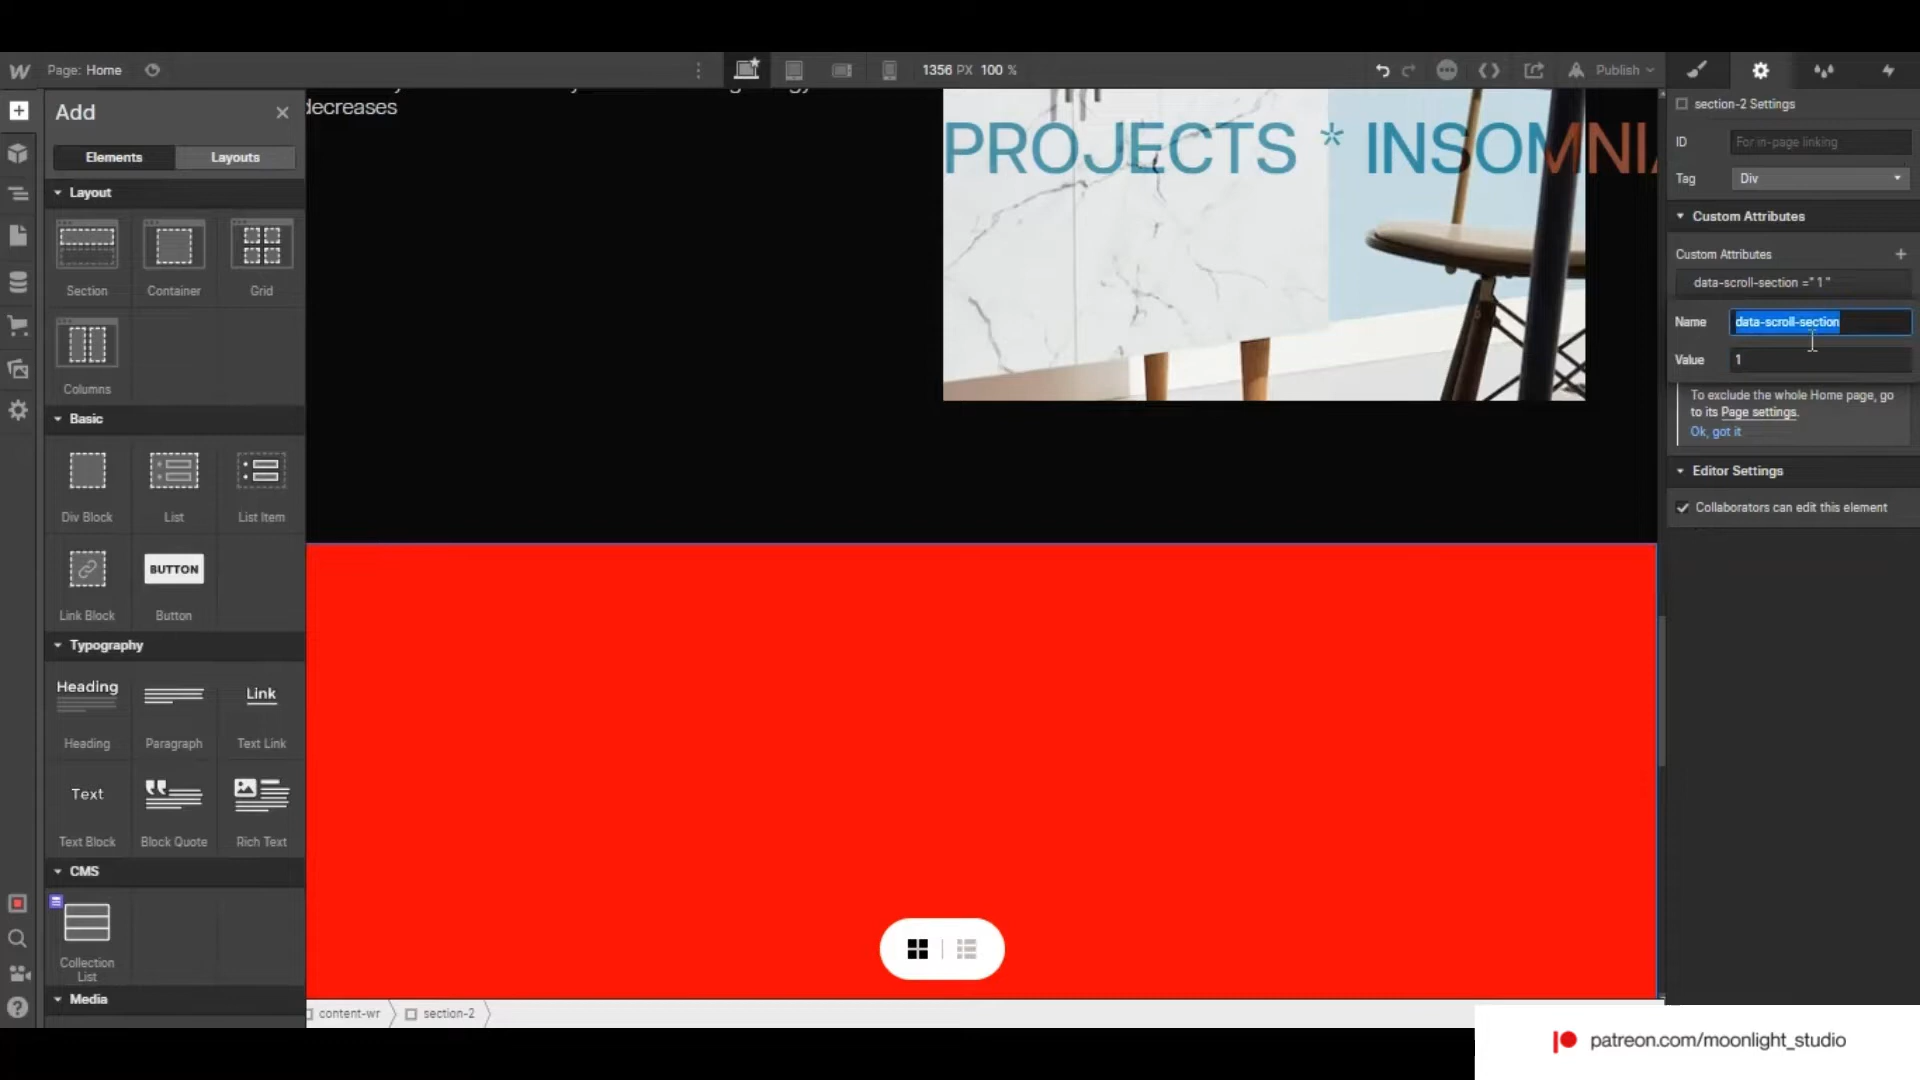 Page: Home
1356 PX 100 %
Publish
Add
Elements
Layouts
Layout
Section
Container
Grid
Columns
Basic
Div Block
List
List Item
BUTTON
Link Block
Button
Typography
Heading
Link
Heading
Paragraph
Text Link
Text
Text Block
Block Quote
Rich Text
CMS
Collection
List
Media
decreases
PROJECTS * INSOMNIA
content-wr
section-2
section-2 Settings
ID
For in-page linking
Tag
Div
Custom Attributes
Custom Attributes
data-scroll-section =" 1 "
Name
data-scroll-section
Value
1
To exclude the whole Home page, go
to its Page settings.
Ok, got it
Editor Settings
Collaborators can edit this element
patreon.com/moonlight_studio